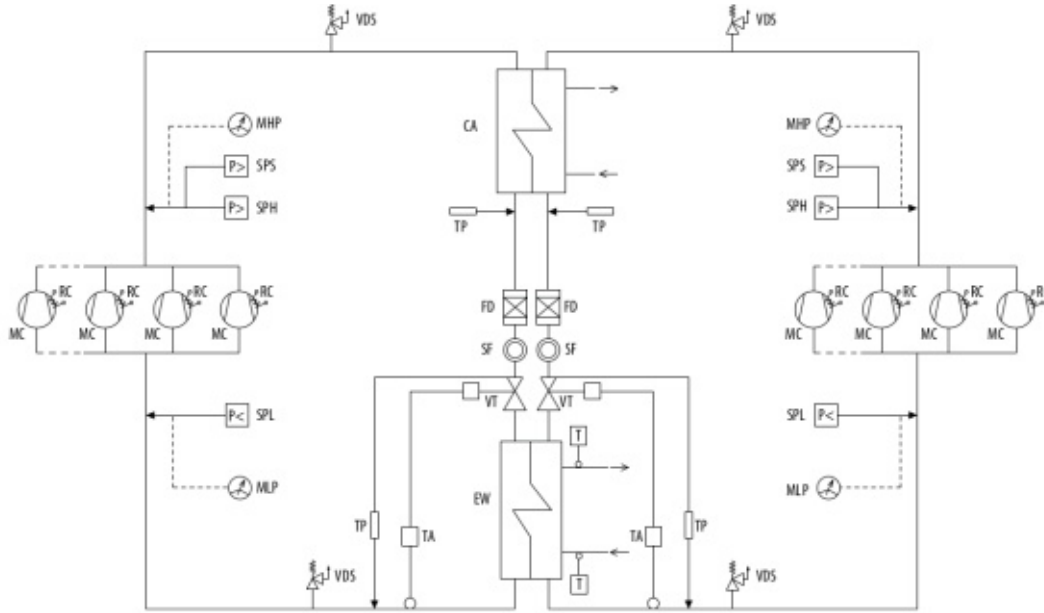 VDS VDS
MHP CA MHP
P> SPS SPS P>
P> SPH SPH P>
TP TP
RC RC RC RC RC RC RC R
MC MC MC MC MC MC MC MC
FD FD
SF SF
VT VT
P< SPL SPL P<
T
MLP EW MLP
TP TA TA TP
VDS T VDS